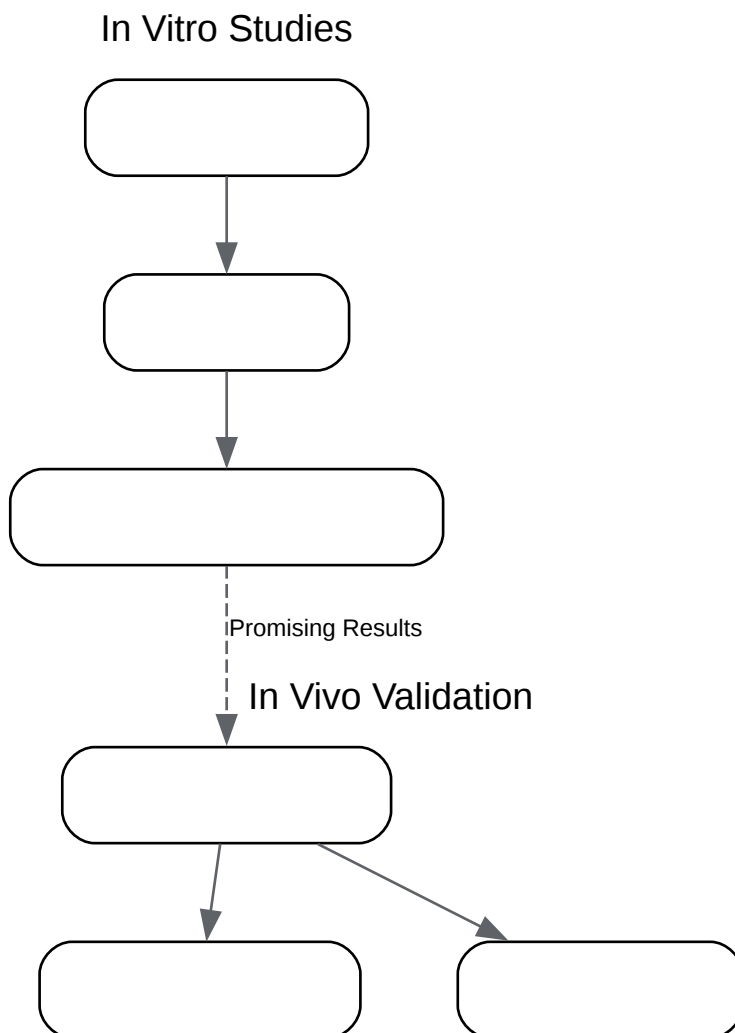 In Vitro Studies
Promising Results
In Vivo Validation